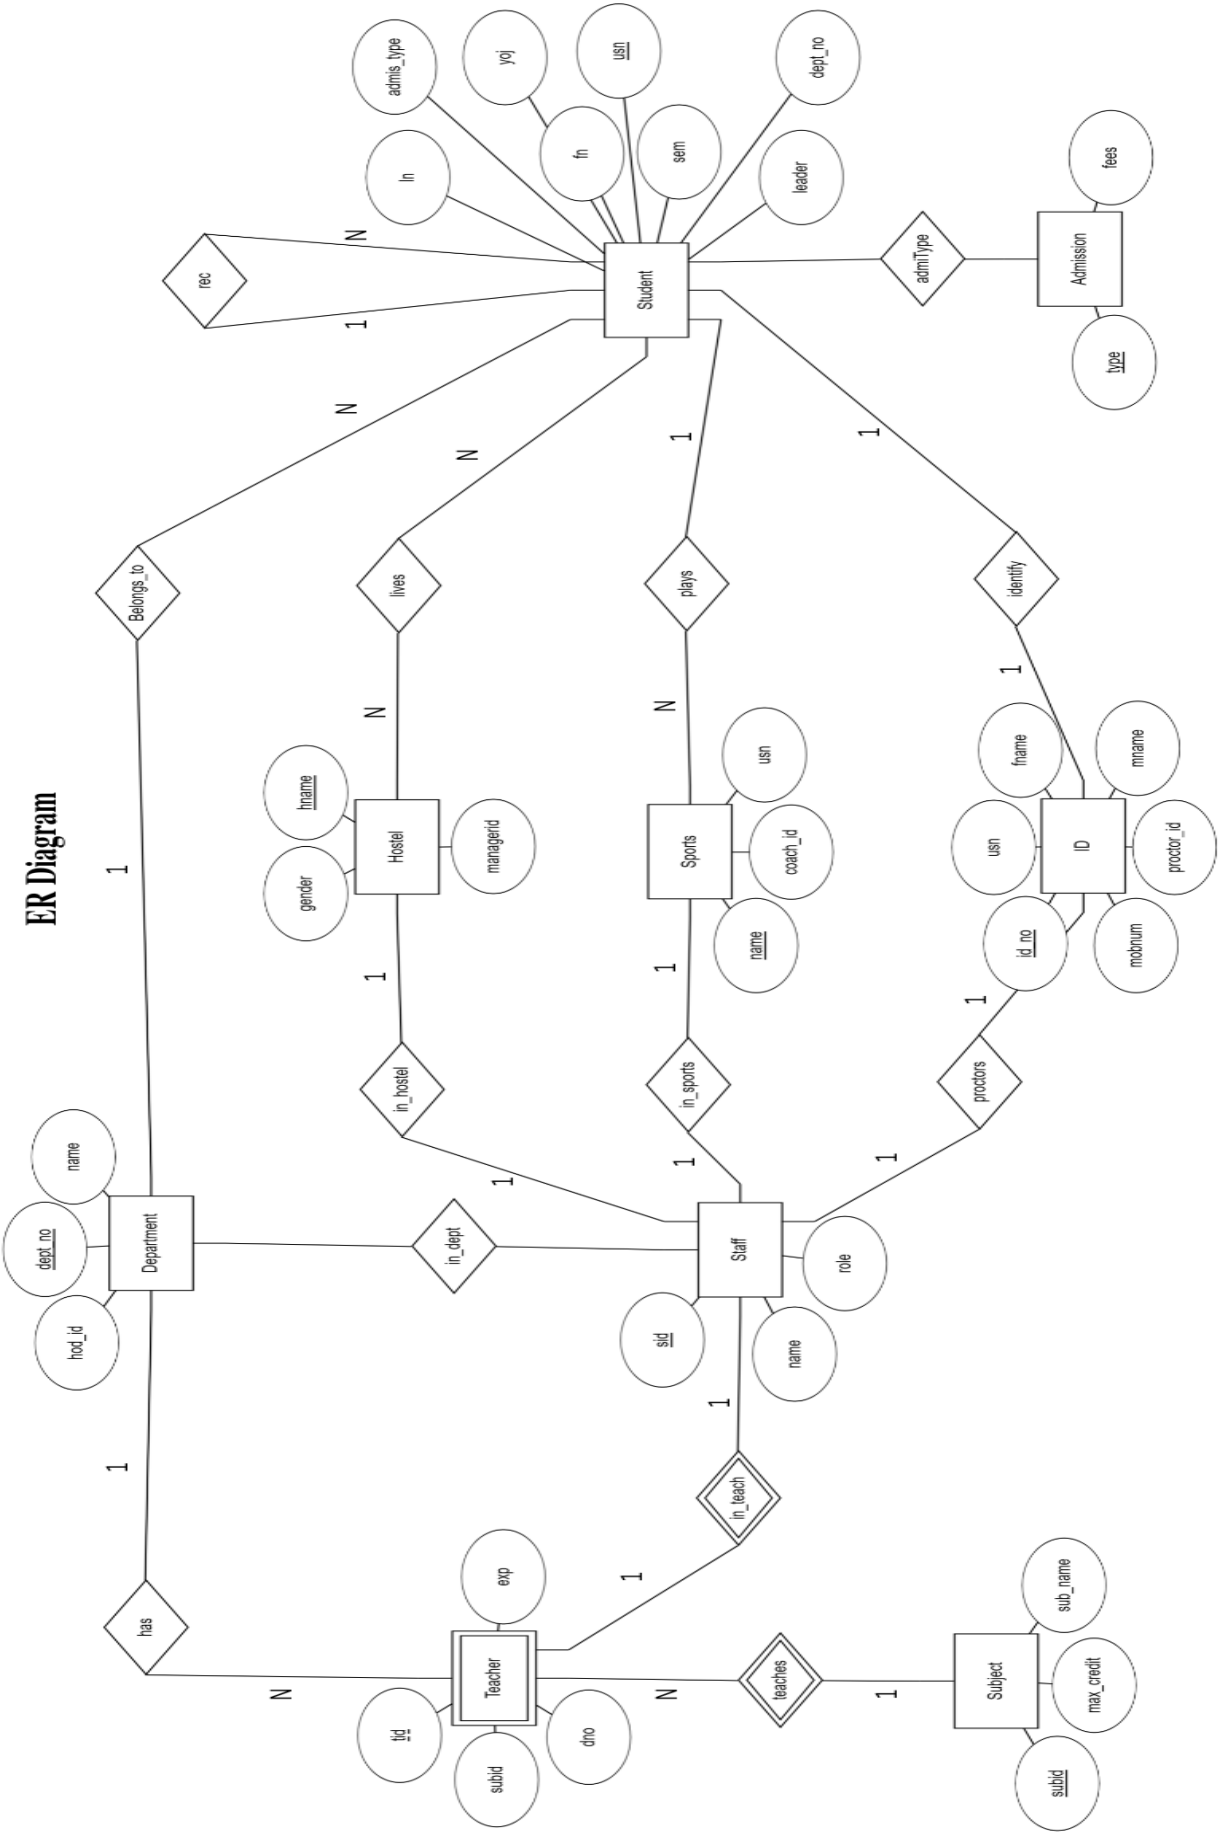 ER Diagram
dept_no
hod_id
name
1
1
has
Department
Belongs_to
rec
N
gender
hname
N
1
N
1
N
tid
in_hostel
Hostel
lives
ln
admis_type
in_dept
N
subid
Teacher
exp
1
managerid
yoj
dno
fn
1
sid
Student
usn
N
1
N
1
in_sports
Sports
plays
1
sem
1
in_teach
Staff
name
usn
teaches
name
coach_id
leader
dept_no
role
1
1
1
admiType
proctors
1
subid
Subject
sub_name
max_credit
id_no
usn
fname
1
identify
ID
mobnum
mname
proctor_id
type
Admission
fees